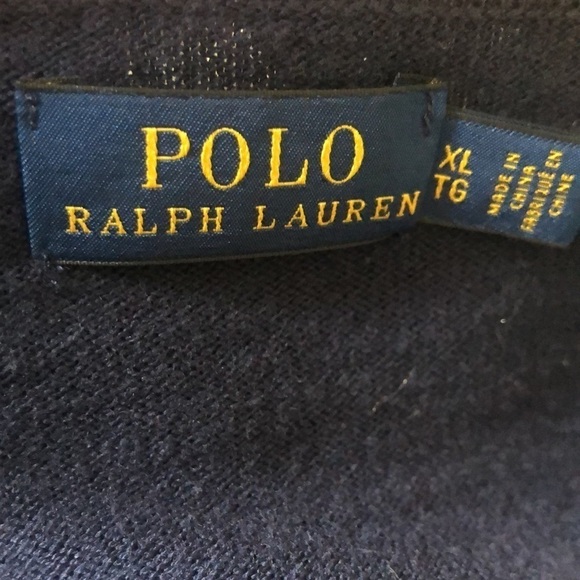 POLO
RALPH LAUREN
XL
TG
MADE IN
CHINA
FABRIQUÉ EN
CHINE